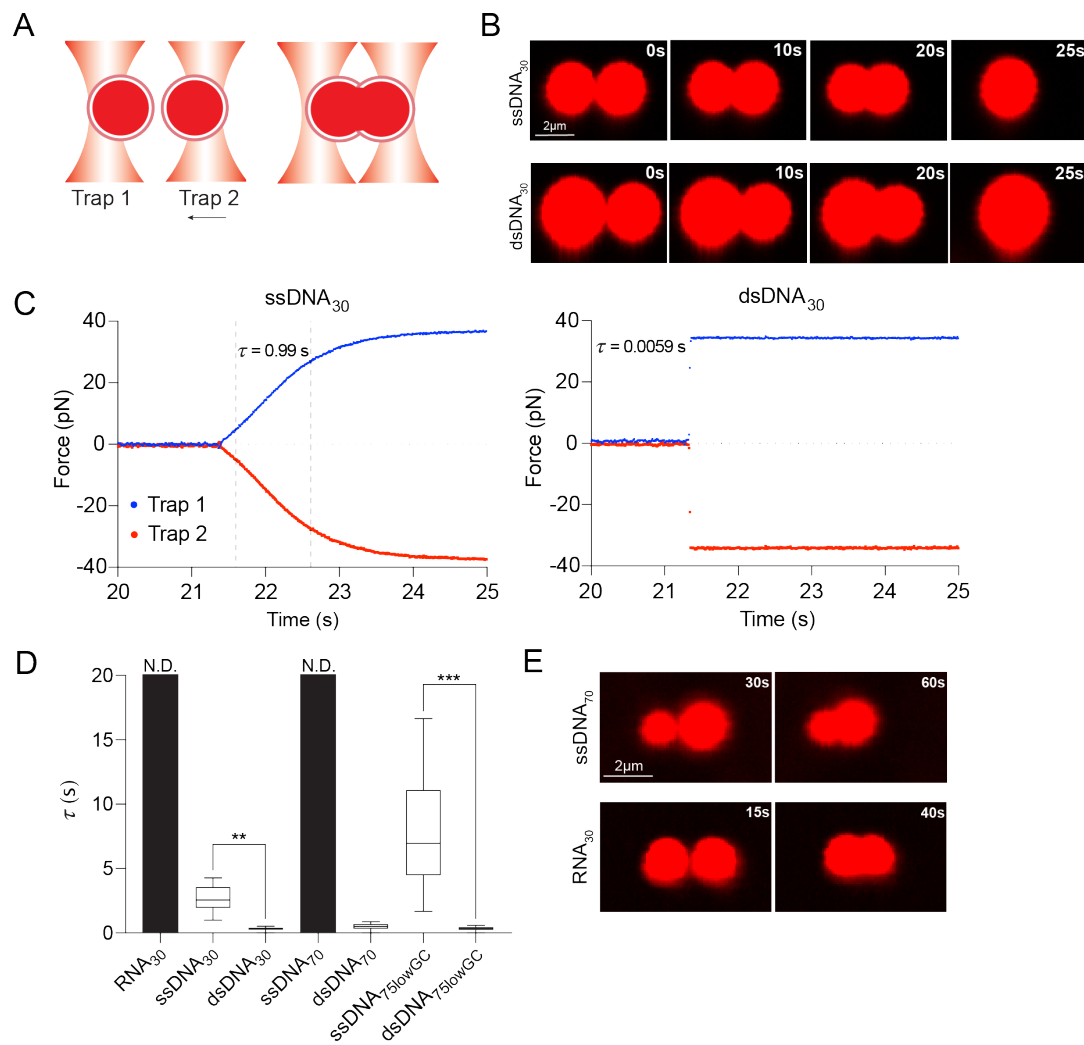 A
Trap 1
Trap 2
B
ssDNA30
0s
10s
20s
25s
2μm
dsDNA30
0s
10s
20s
25s
C
ssDNA30
Force (pN)
40
20
0
-20
-40
τ = 0.99 s
Trap 1
Trap 2
20
21
22
23
24
25
Time (s)
dsDNA30
Force (pN)
40
20
0
-20
-40
τ = 0.0059 s
20
21
22
23
24
25
Time (s)
D
τ (s)
20
15
10
5
0
N.D.
**
N.D.
***
RNA30
ssDNA30
dsDNA30
ssDNA70
dsDNA70
ssDNA75lowGC
dsDNA75lowGC
E
ssDNA70
30s
60s
2μm
RNA30
15s
40s